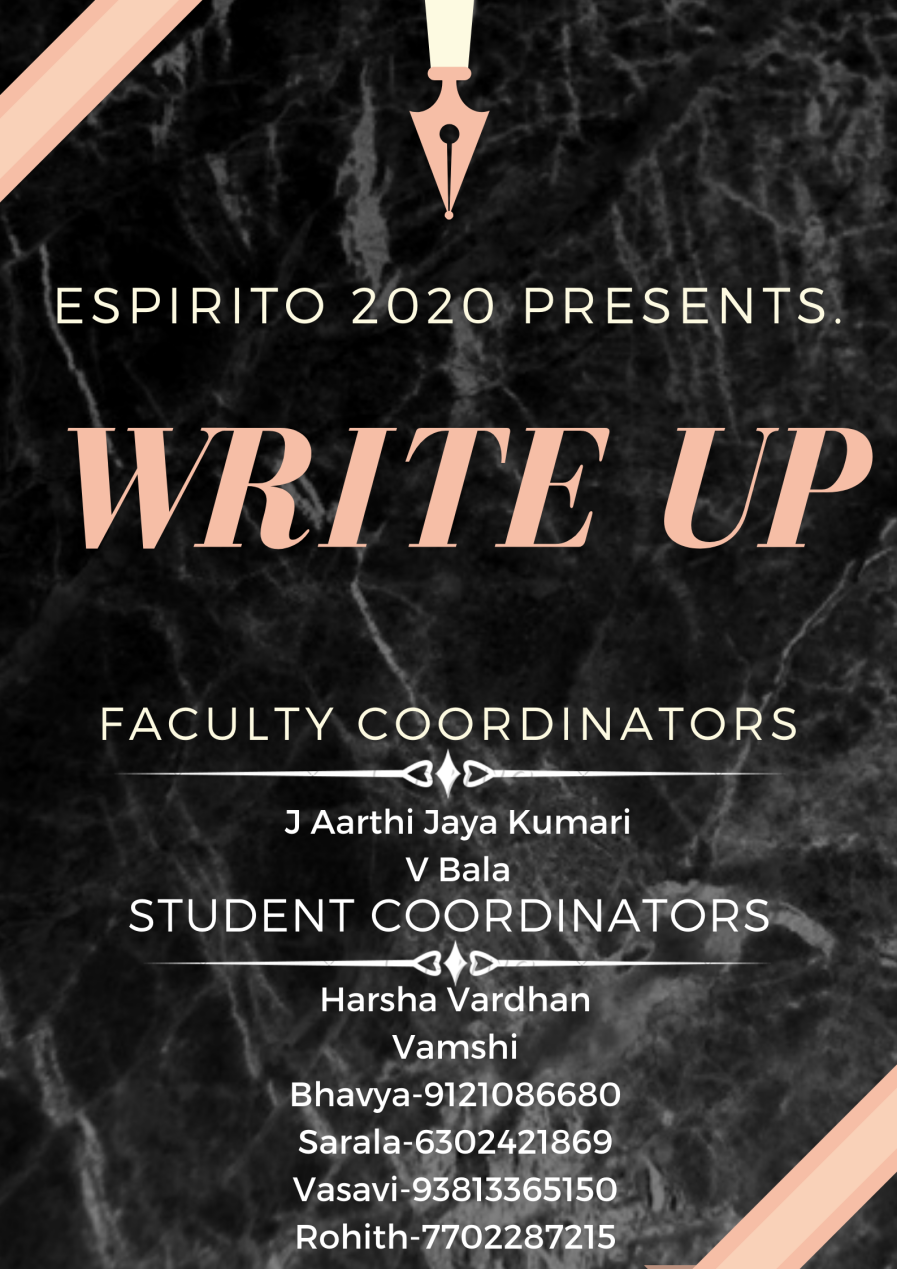 ESPIRITO 2020 PRESENTS.
WRITE UP
FACULTY COORDINATORS
J Aarthi Jaya Kumari
V Bala
STUDENT COORDINATORS
Harsha Vardhan
Vamshi
Bhavya-9121086680
Sarala-6302421869
Vasavi-93813365150
Rohith-7702287215